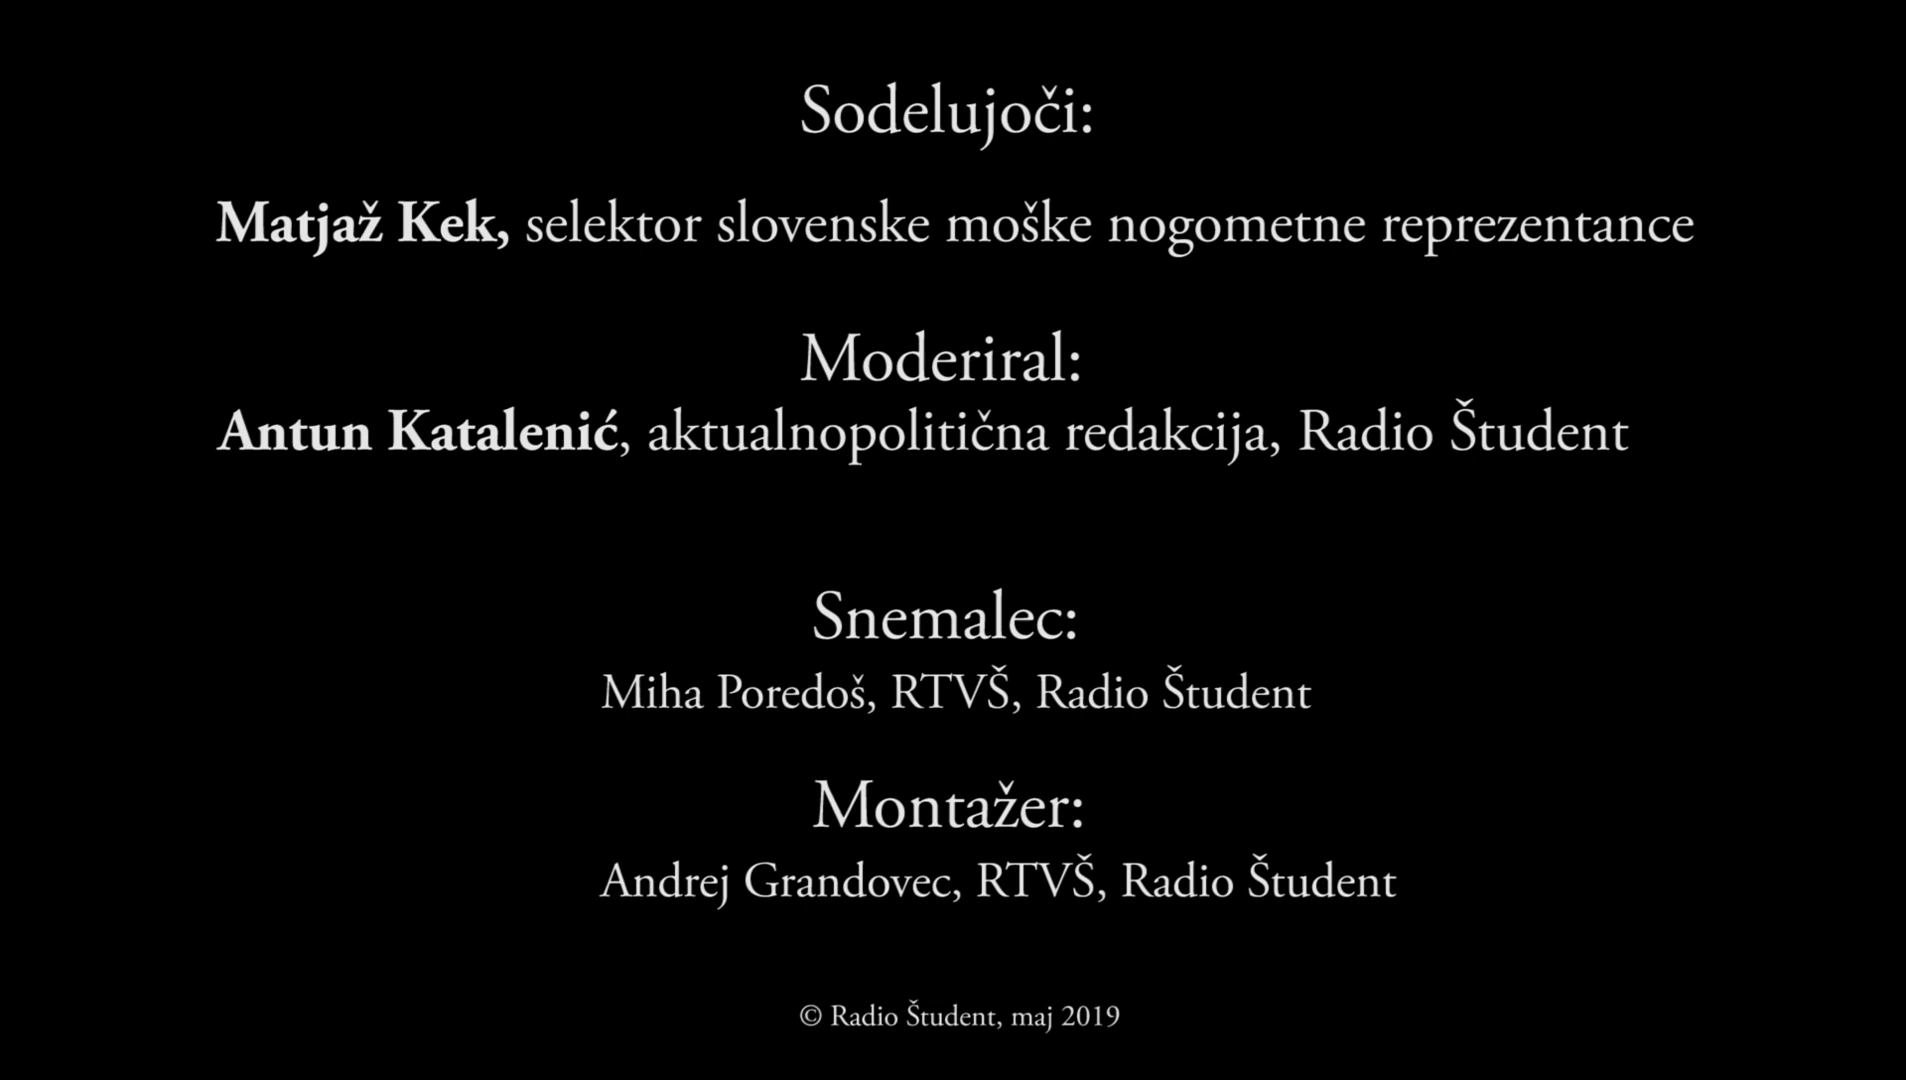 Sodelujoči:
Matjaž Kek, selektor slovenske moške nogometne reprezentance
Moderiral:
Antun Katalenić, aktualnopolitična redakcija, Radio Študent
Snemalec:
Miha Poredoš, RTVŠ, Radio Študent
Montažer:
Andrej Grandovec, RTVŠ, Radio Študent
© Radio Študent, maj 2019